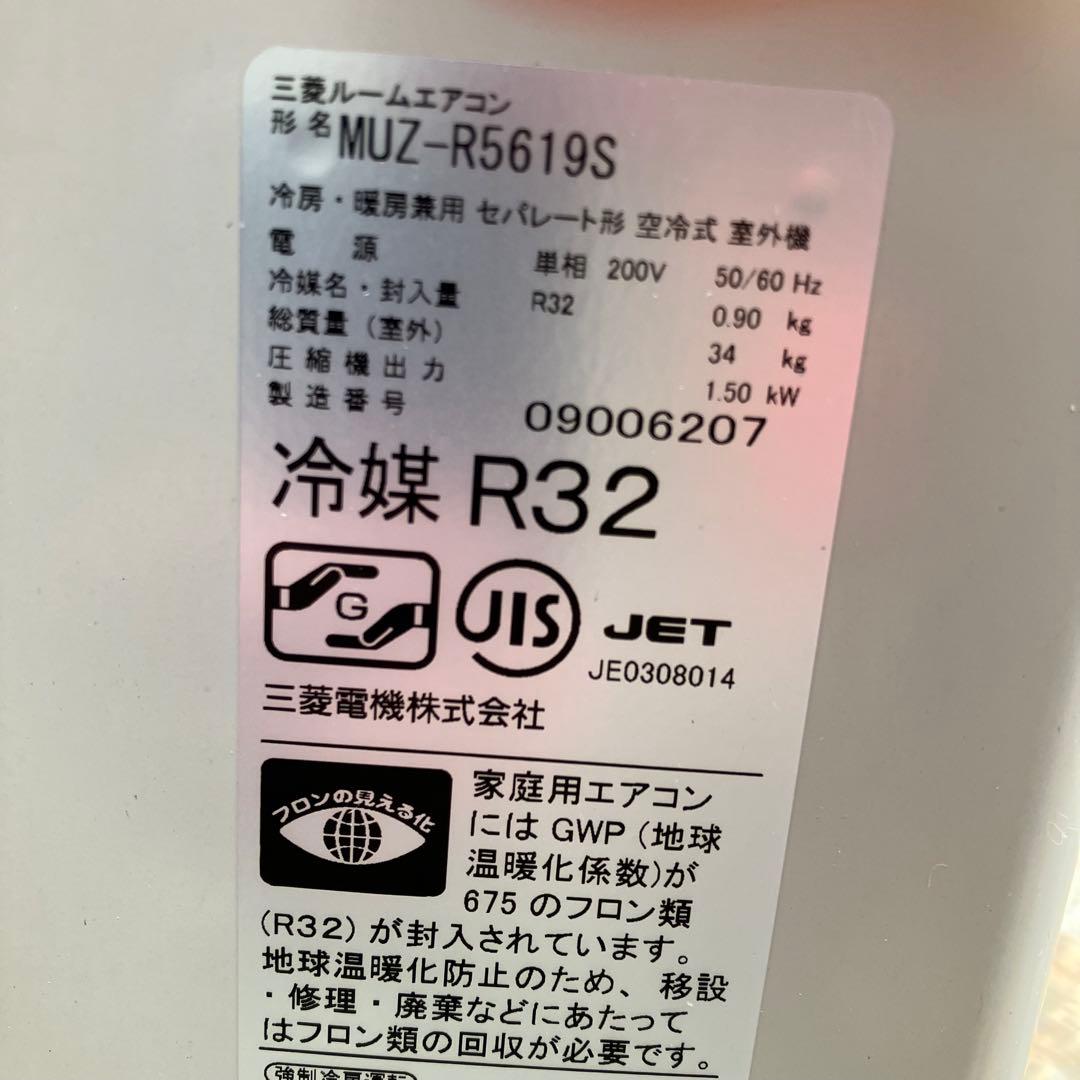 三菱ルームエアコン
形名 MUZ-R5619S
冷房・暖房兼用 セパレート形 空冷式 室外機
電源 単相 200V 50/60 Hz
冷媒名・封入量 R32 0.90 kg
総質量(室外) 34 kg
圧縮機出力 1.50 kW
製造番号 09006207
冷媒 R32
G
JIS
JET
JE0308014
三菱電機株式会社
フロンの見える化
家庭用エアコン
には GWP(地球
温暖化係数)が
675 のフロン類
(R32)が封入されています。
地球温暖化防止のため、移設
・修理・廃棄などにあたって
はフロン類の回収が必要です。
強制冷房運転